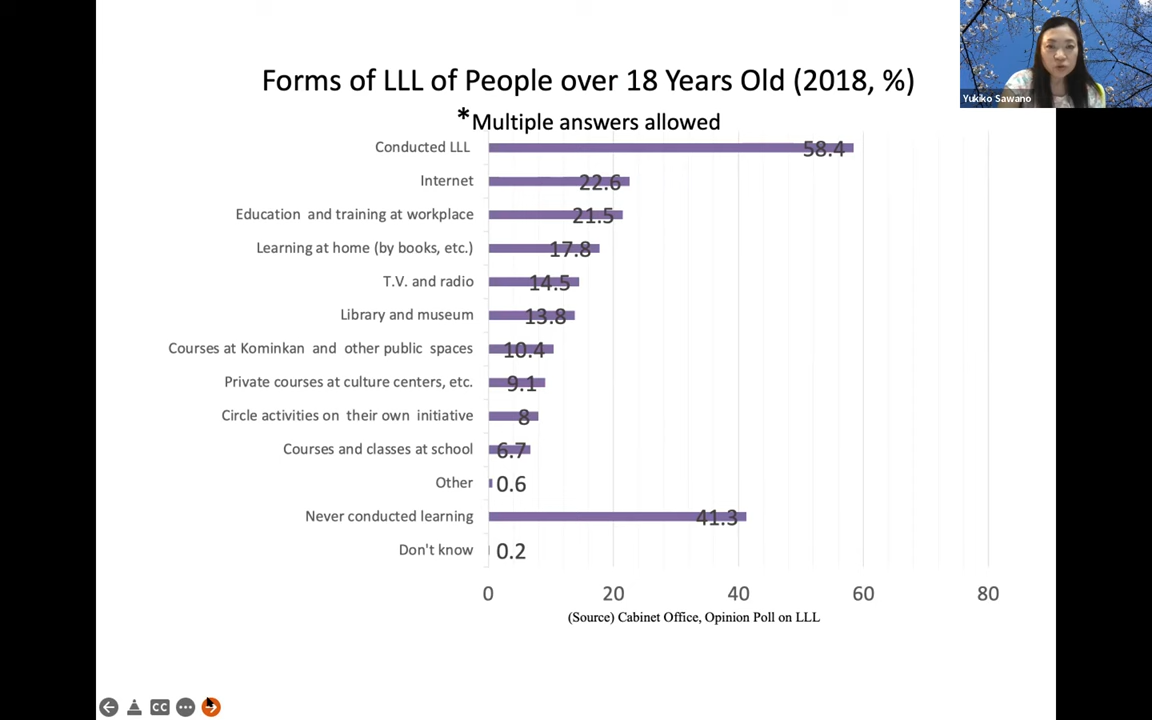 Forms of LLL of People over 18 Years Old (2018, %)
*Multiple answers allowed
Yukiko Sawano
Conducted LLL 58.4
Internet 22.6
Education and training at workplace 21.5
Learning at home (by books, etc.) 17.8
T.V. and radio 14.5
Library and museum 13.8
Courses at Kominkan and other public spaces 10.4
Private courses at culture centers, etc. 9.1
Circle activities on their own initiative 8
Courses and classes at school 6.7
Other 0.6
Never conducted learning 41.3
Don't know 0.2
0 20 40 60 80
(Source) Cabinet Office, Opinion Poll on LLL
CC